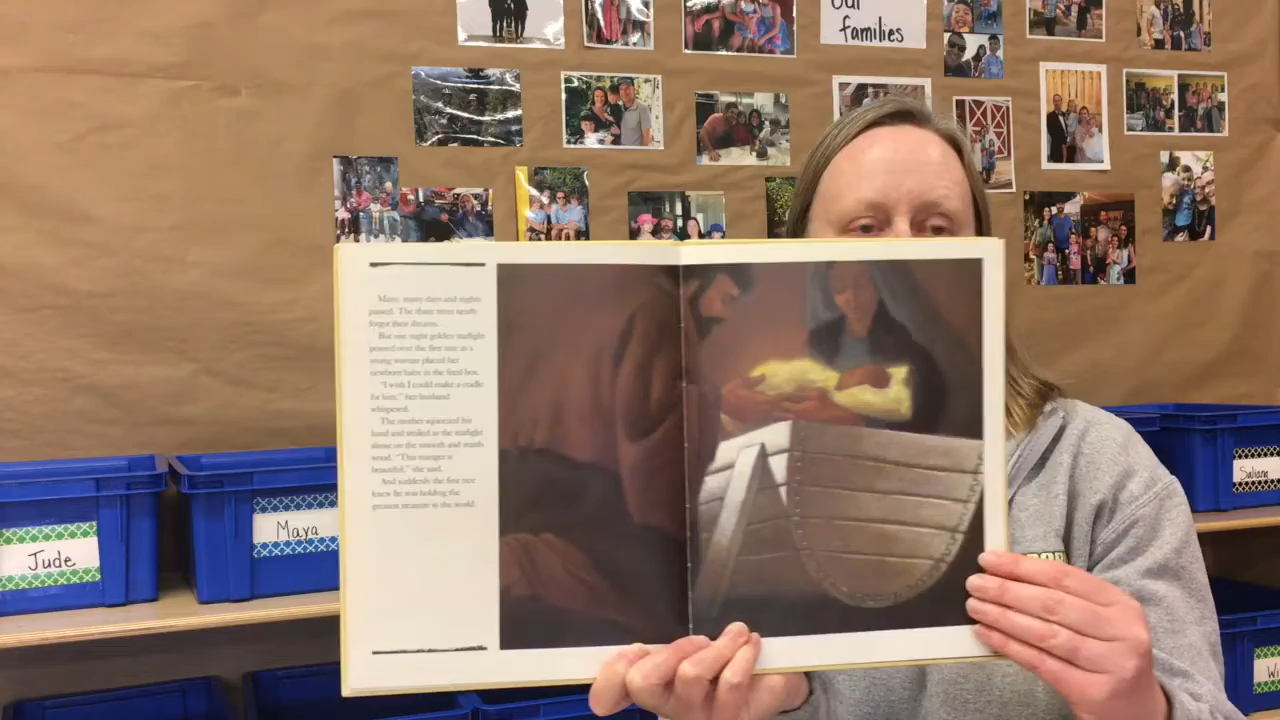 Our
families
Many, many days and nights
passed. The three trees nearly
forgot their dreams.
But one night golden starlight
poured over the first tree as a
young woman placed her
newborn baby in the feed box.
"I wish I could make a cradle
for him," her husband
whispered.
The mother squeezed his
hand and smiled as the starlight
shone on the smooth and sturdy
wood. "This manger is
beautiful," she said.
And suddenly the first tree
knew he was holding the
greatest treasure in the world.
Jude
Maya
Saliana